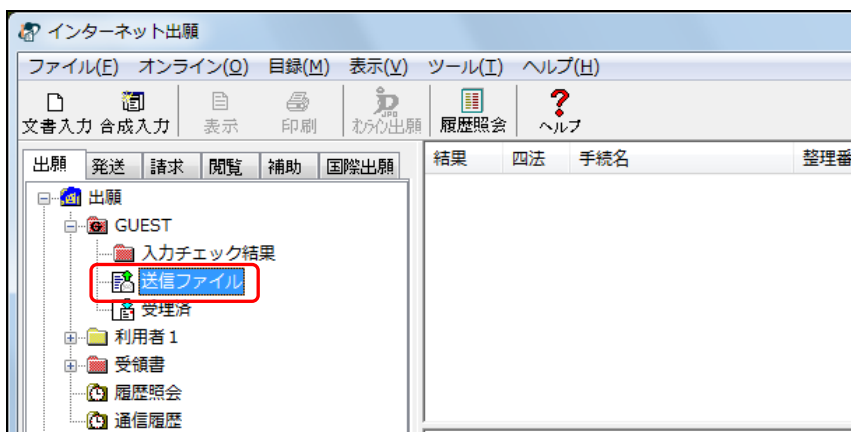 インターネット出願
ファイル(F) オンライン(O) 目録(M) 表示(V) ツール(T) ヘルプ(H)
文書入力 合成入力 表示 印刷 オンライン出願 履歴照会 ヘルプ
出願 発送 請求 閲覧 補助 国際出願
結果 四法 手続名 整理番
出願
GUEST
入力チェック結果
送信ファイル
受理済
利用者1
受領書
履歴照会
通信履歴